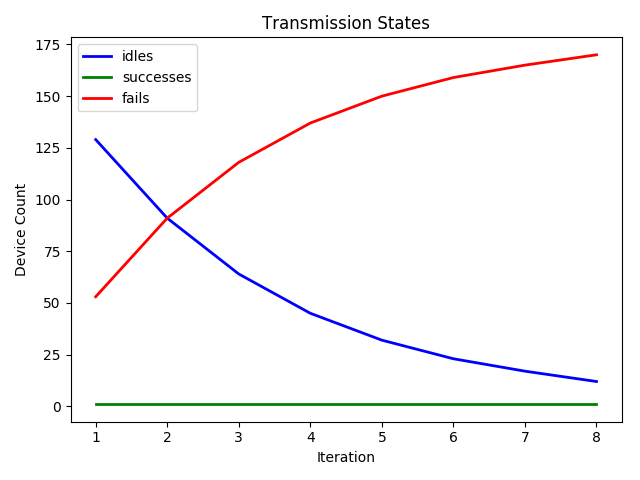 Transmission States
idles
successes
fails
Device Count
175
150
125
100
75
50
25
0
1 2 3 4 5 6 7 8
Iteration